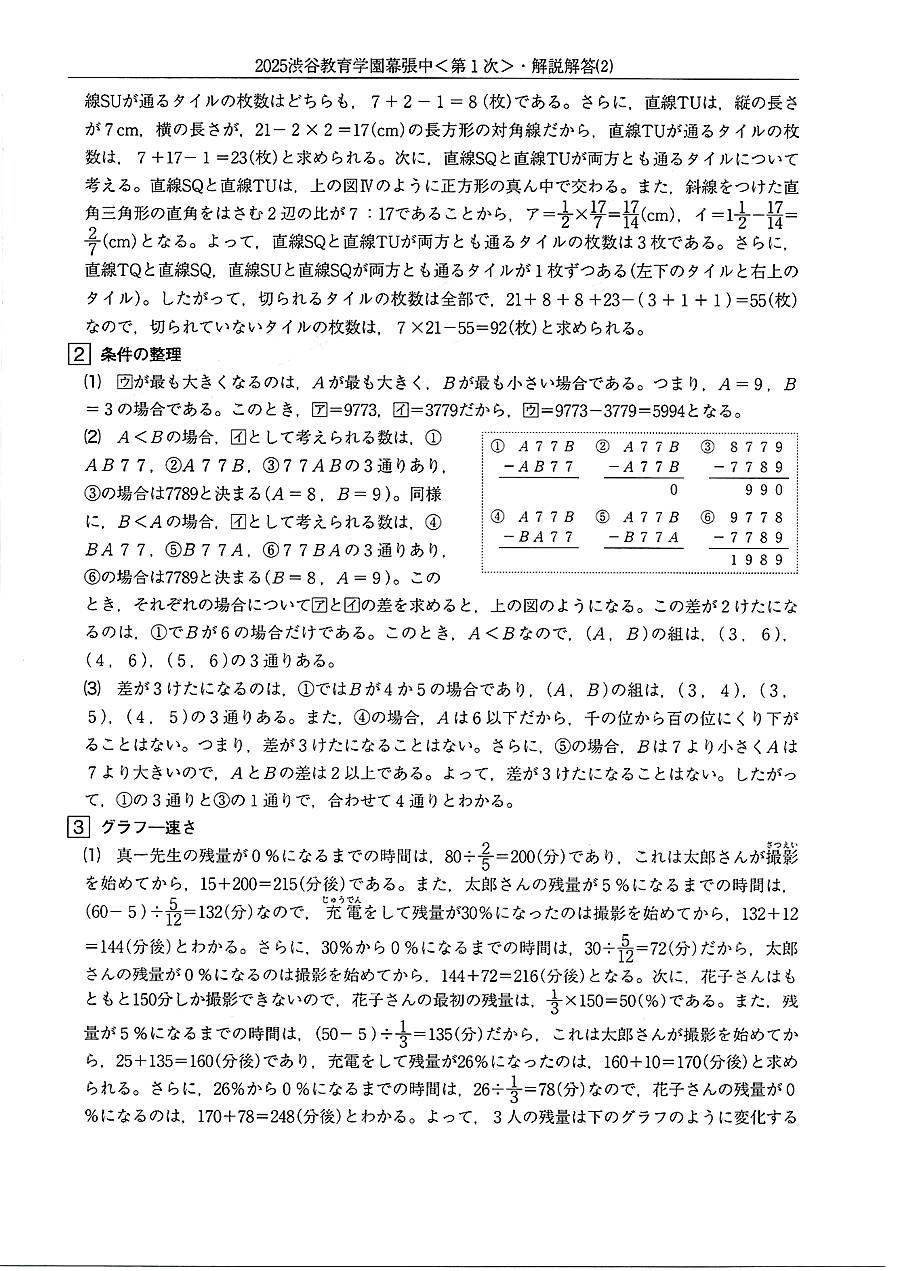 2025渋谷教育学園幕張中<第1次>・解説解答(2)
線SUが通るタイルの枚数はどちらも，7＋2－1＝8(枚)である。さらに，直線TUは，縦の長さ
が7cm，横の長さが，21－2×2＝17(cm)の長方形の対角線だから，直線TUが通るタイルの枚
数は，7＋17－1＝23(枚)と求められる。次に，直線SQと直線TUが両方とも通るタイルについて
考える。直線SQと直線TUは，上の図Ⅳのように正方形の真ん中で交わる。また，斜線をつけた直
角三角形の直角をはさむ2辺の比が7：17であることから，ア＝1/2×17/7＝17/14(cm)，イ＝1 1/2－17/14＝
2/7(cm)となる。よって，直線SQと直線TUが両方とも通るタイルの枚数は3枚である。さらに，
直線TQと直線SQ，直線SUと直線SQが両方とも通るタイルが1枚ずつある(左下のタイルと右上の
タイル)。したがって，切られるタイルの枚数は全部で，21＋8＋8＋23－(3＋1＋1)＝55(枚)
なので，切られていないタイルの枚数は，7×21－55＝92(枚)と求められる。
2 条件の整理
(1) ウが最も大きくなるのは，Aが最も大きく，Bが最も小さい場合である。つまり，A＝9，B
＝3の場合である。このとき，ア＝9773，イ＝3779だから，ウ＝9773－3779＝5994となる。
(2) A＜Bの場合，イとして考えられる数は，①
AB77，②A77B，③77ABの3通りあり，
③の場合は7789と決まる(A＝8，B＝9)。同様
に，B＜Aの場合，イとして考えられる数は，④
BA77，⑤B77A，⑥77BAの3通りあり，
⑥の場合は7789と決まる(B＝8，A＝9)。この
① A77B ② A77B ③ 8779
－AB77 －A77B －7789
0 990
④ A77B ⑤ A77B ⑥ 9778
－BA77 －B77A －7789
1989
とき，それぞれの場合についてアとイの差を求めると，上の図のようになる。この差が2けたにな
るのは，①でBが6の場合だけである。このとき，A＜Bなので，(A，B)の組は，(3，6)，
(4，6)，(5，6)の3通りある。
(3) 差が3けたになるのは，①ではBが4か5の場合であり，(A，B)の組は，(3，4)，(3，
5)，(4，5)の3通りある。また，④の場合，Aは6以下だから，千の位から百の位にくり下が
ることはない。つまり，差が3けたになることはない。さらに，⑤の場合，Bは7より小さくAは
7より大きいので，AとBの差は2以上である。よって，差が3けたになることはない。したがっ
て，①の3通りと③の1通りで，合わせて4通りとわかる。
3 グラフ―速さ
(1) 真一先生の残量が0％になるまでの時間は，80÷2/5＝200(分)であり，これは太郎さんが撮影(さつえい)
を始めてから，15＋200＝215(分後)である。また，太郎さんの残量が5％になるまでの時間は，
(60－5)÷5/12＝132(分)なので，充電(じゅうでん)をして残量が30％になったのは撮影を始めてから，132＋12
＝144(分後)とわかる。さらに，30％から0％になるまでの時間は，30÷5/12＝72(分)だから，太郎
さんの残量が0％になるのは撮影を始めてから，144＋72＝216(分後)となる。次に，花子さんはも
ともと150分しか撮影できないので，花子さんの最初の残量は，1/3×150＝50(％)である。また，残
量が5％になるまでの時間は，(50－5)÷1/3＝135(分)だから，これは太郎さんが撮影を始めてか
ら，25＋135＝160(分後)であり，充電をして残量が26％になったのは，160＋10＝170(分後)と求め
られる。さらに，26％から0％になるまでの時間は，26÷1/3＝78(分)なので，花子さんの残量が0
％になるのは，170＋78＝248(分後)とわかる。よって，3人の残量は下のグラフのように変化する